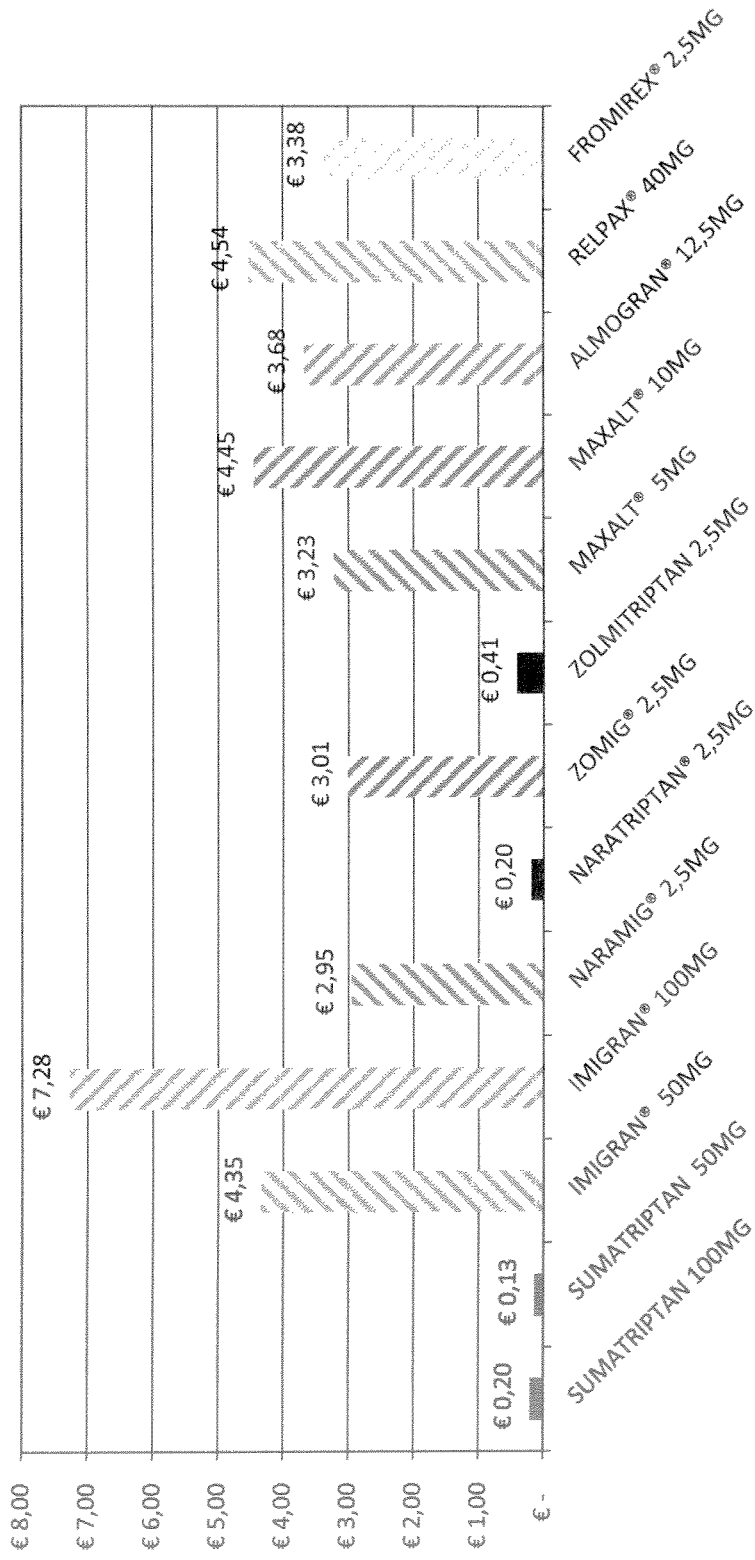 € 8,00
€ 7,00
€ 6,00
€ 5,00
€ 4,00
€ 3,00
€ 2,00
€ 1,00
€ -
€ 0,20
€ 0,13
€ 4,35
€ 7,28
€ 2,95
€ 0,20
€ 3,01
€ 0,41
€ 3,23
€ 4,45
€ 3,68
€ 4,54
€ 3,38
SUMATRIPTAN 100MG
SUMATRIPTAN 50MG
IMIGRAN® 50MG
IMIGRAN® 100MG
NARAMIG® 2,5MG
NARATRIPTAN® 2,5MG
ZOMIG® 2,5MG
ZOLMITRIPTAN 2,5MG
MAXALT® 5MG
MAXALT® 10MG
ALMOGRAN® 12,5MG
RELPAX® 40MG
FROMIREX® 2,5MG